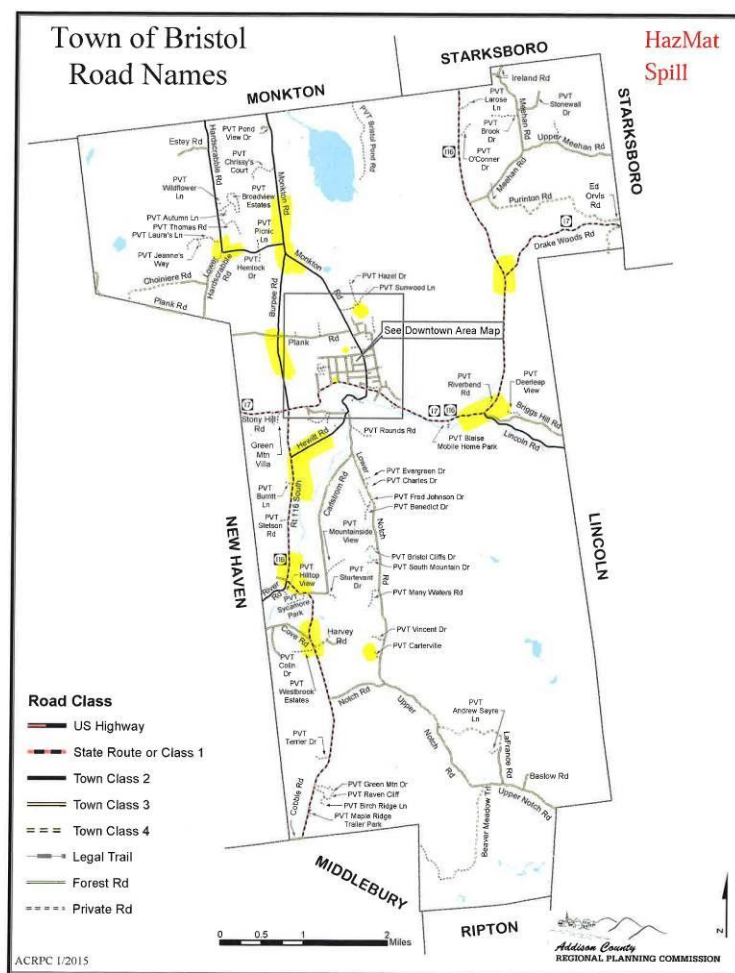 Town of Bristol
Road Names
HazMat
Spill
STARKSBORO
MONKTON
STARKSBORO
Ireland Rd
PVT
Larose
Ln
PVT
Stonewall
Dr
Meehan Rd
PVT
Brook
Dr
Upper Meehan Rd
116
PVT
O'Conner
Dr
Meehan Rd
Purinton Rd
Ed
Orvis
Rd
17
Drake Woods Rd
PVT Bristol Pond Rd
PVT Pond
View Dr
Estey Rd
Hardscrabble Rd
PVT
Chrissy's
Court
PVT
Wildflower
Ln
PVT
Broadview
Estates
Monkton Rd
PVT Autumn Ln
PVT Thomas Rd
PVT
Picnic
Ln
PVT Laura's Ln
PVT Jeanne's
Way
Lower
Hardscrabble
Rd
PVT
Hemlock
Dr
Monkton
Rd
Choiniere Rd
Plank Rd
Burpee Rd
PVT Hazel Dr
PVT Sunwood Ln
Plank Rd
See Downtown Area Map
PVT
Riverbend
Rd
PVT
Deerleap View
Briggs Hill Rd
17
17
116
Stony Hill
Rd
PVT Blaise
Mobile Home Park
Lincoln Rd
Green
Mtn
Villa
Hewitt Rd
PVT Rounds Rd
PVT
Burritt
Ln
Rt 116 South
Carlstrom Rd
Lower
Notch
Rd
PVT Evergreen Dr
PVT Charles Dr
PVT Fred Johnson Dr
PVT Benedict Dr
PVT
Stetson
Rd
PVT
Mountainside
View
NEW HAVEN
LINCOLN
116
PVT
Hilltop
View
PVT Bristol Cliffs Dr
PVT South Mountain Dr
River
Rd
PVT
Sycamore
Park
PVT
Sturtevant
Dr
PVT Many Waters Rd
Cove Rd
Harvey
Rd
PVT Vincent Dr
PVT Carterville
PVT
Colin
Dr
PVT
Westbrook
Estates
Notch Rd
Upper
Notch
Rd
PVT
Andrew Sayre
Ln
LaFrance Rd
PVT
Terrier Dr
Baslow Rd
Upper Notch Rd
Beaver Meadow Trl
Cobble Rd
PVT Green Mtn Dr
PVT Raven Cliff
PVT Birch Ridge Ln
PVT Maple Ridge
Trailer Park
MIDDLEBURY
RIPTON
Road Class
US Highway
State Route or Class 1
Town Class 2
Town Class 3
Town Class 4
Legal Trail
Forest Rd
Private Rd
0 0.5 1 2
Miles
N
Addison County
REGIONAL PLANNING COMMISSION
ACRPC 1/2015